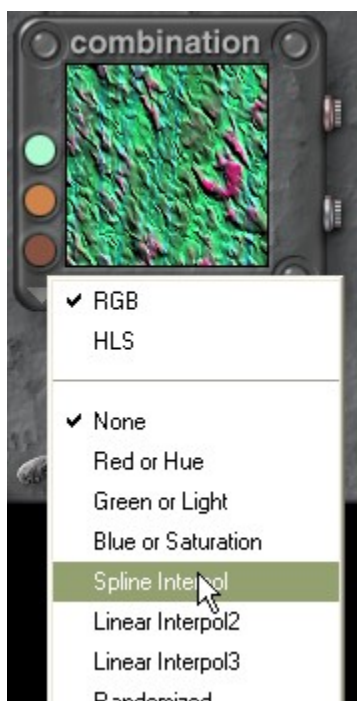 combination
RGB
HLS
None
Red or Hue
Green or Light
Blue or Saturation
Spline Interpol
Linear Interpol2
Linear Interpol3
Randomized